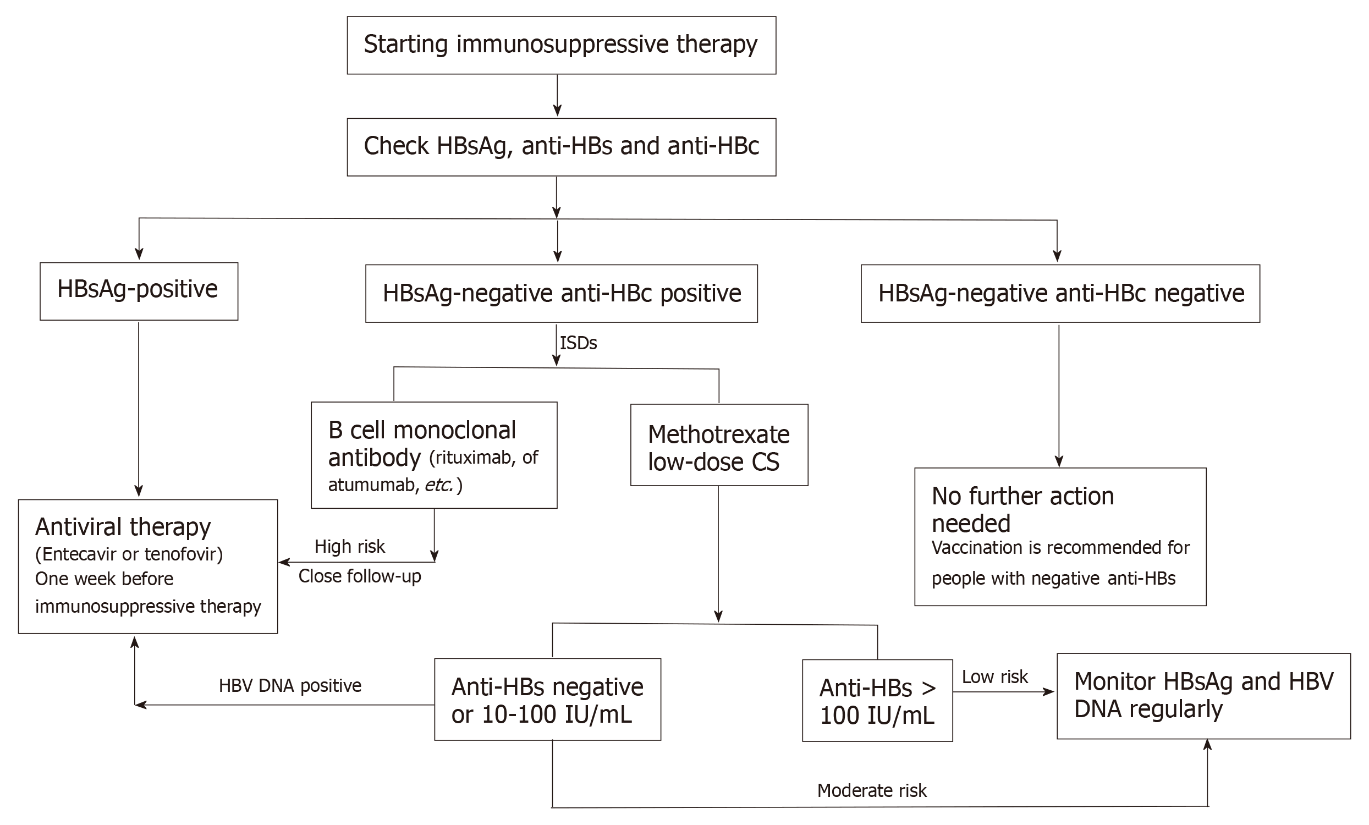 Starting immunosuppressive therapy
Check HBsAg, anti-HBs and anti-HBc
HBsAg-positive
HBsAg-negative anti-HBc positive
HBsAg-negative anti-HBc negative
ISDs
B cell monoclonal
antibody (rituximab, of
atumumab, etc.)
Methotrexate
low-dose CS
No further action
needed
Vaccination is recommended for
people with negative anti-HBs
Antiviral therapy
(Entecavir or tenofovir)
One week before
immunosuppressive therapy
High risk
Close follow-up
HBV DNA positive
Anti-HBs negative
or 10-100 IU/mL
Anti-HBs >
100 IU/mL
Low risk
Monitor HBsAg and HBV
DNA regularly
Moderate risk